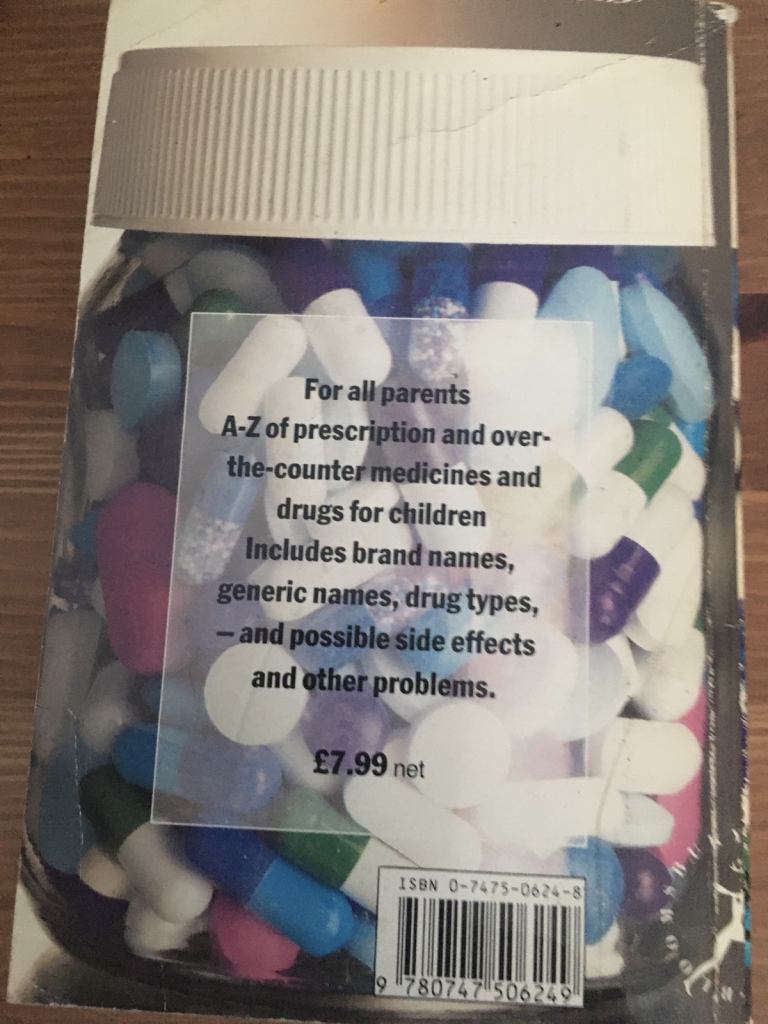 For all parents
A-Z of prescription and over-
the-counter medicines and
drugs for children
Includes brand names,
generic names, drug types,
– and possible side effects
and other problems.
£7.99 net
ISBN 0-7475-0624-8
9 780747 506249